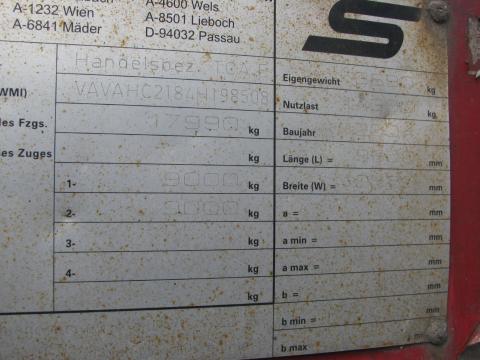 A-4600 Wels
A-1232 Wien A-8501 Lieboch
A-6841 Mäder D-94032 Passau
Handelsbez.
Eigengewicht kg
WMI) VAVAHC2184H198508
Nutzlast kg
des Fzgs. 17990 kg
Baujahr
des Zuges kg
Länge (L) = mm
1- 9000 kg
Breite (W) = mm
2- 9000 kg
a = mm
3- kg
a min = mm
a max = mm
4- kg
b = mm
b min = mm
b max mm